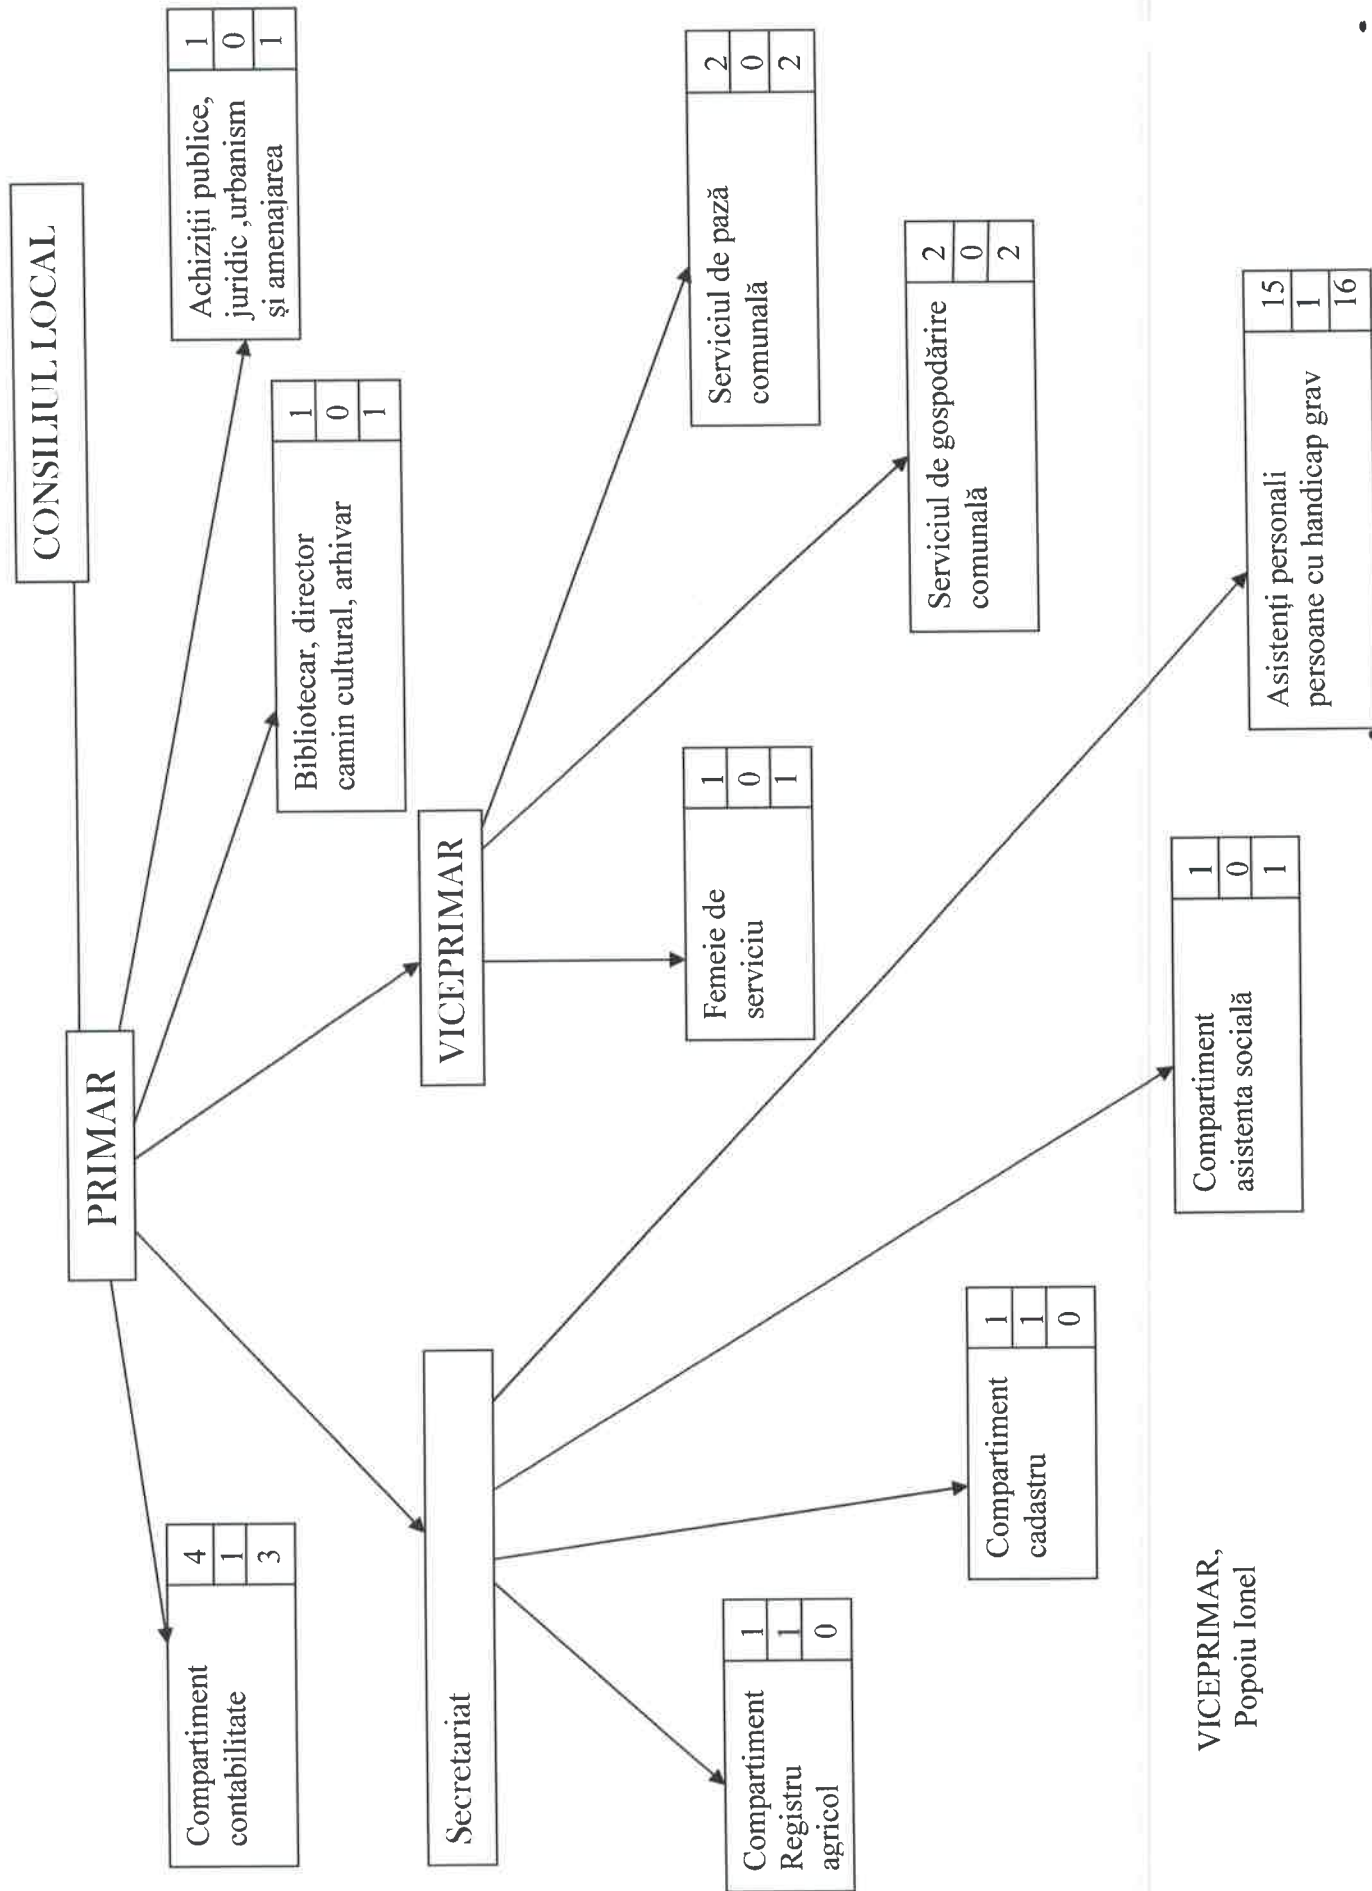 CONSILIUL LOCAL
PRIMAR
Compartiment
contabilitate
4
1
3
Bibliotecar, director
camin cultural, arhivar
1
0
1
Achiziții publice,
juridic ,urbanism
și amenajarea
1
0
1
Secretariat
VICEPRIMAR
Compartiment
Registru
agricol
1
1
0
Femeie de
serviciu
1
0
1
Serviciul de pază
comunală
2
0
2
Compartiment
cadastru
1
1
0
Serviciul de gospodărire
comunală
2
0
2
Compartiment
asistenta socială
1
0
1
Asistenți personali
persoane cu handicap grav
15
1
16
VICEPRIMAR,
Popoiu Ionel